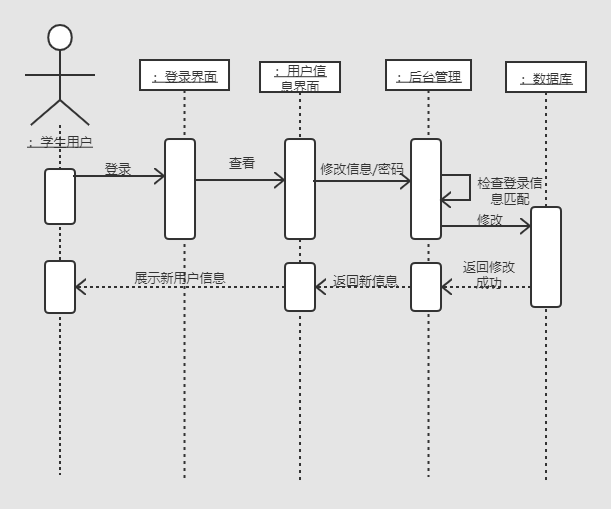 ：登录界面
：用户信
息界面
：后台管理
：数据库
：学生用户
登录
查看
修改信息/密码
检查登录信
息匹配
修改
展示新用户信息
返回新信息
返回修改
成功